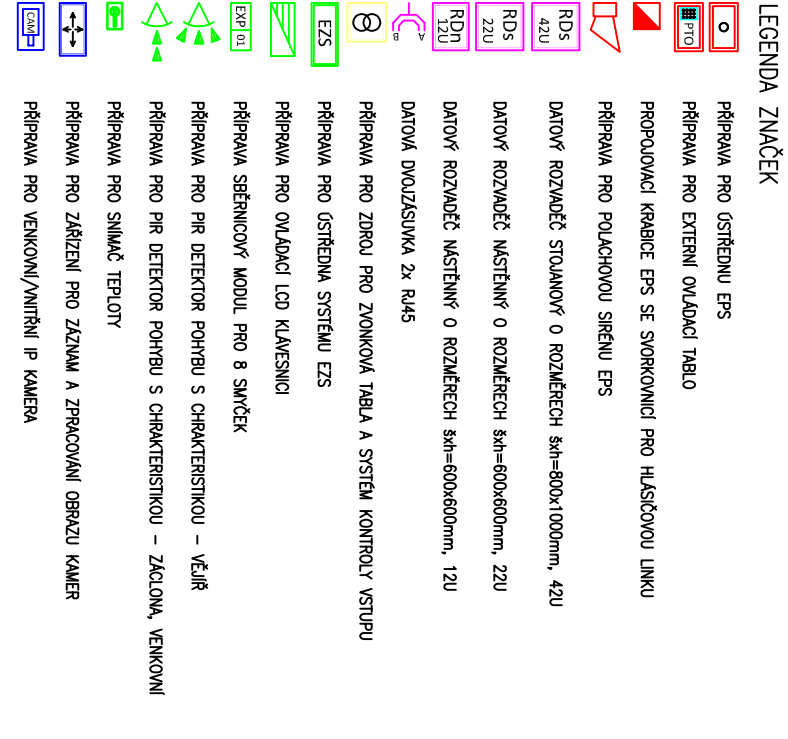 LEGENDA ZNAČEK
PŘÍPRAVA PRO ÚSTŘEDNU EPS
PTO PŘÍPRAVA PRO EXTERNÍ OVLÁDACÍ TABLO
PROPOJOVACÍ KRABICE EPS SE SVORKOVNICÍ PRO HLÁSIČOVOU LINKU
PŘÍPRAVA PRO POLACHOVOU SIRÉNU EPS
RDs 42U DATOVÝ ROZVADĚČ STOJANOVÝ O ROZMĚRECH šxh=800x1000mm, 42U
RDs 22U DATOVÝ ROZVADĚČ NÁSTĚNNÝ O ROZMĚRECH šxh=600x600mm, 22U
RDn 12U DATOVÝ ROZVADĚČ NÁSTĚNNÝ O ROZMĚRECH šxh=600x600mm, 12U
B A DATOVÁ DVOJZÁSUVKA 2x RJ45
PŘÍPRAVA PRO ZDROJ PRO ZVONKOVÁ TABLA A SYSTÉM KONTROLY VSTUPU
EZS PŘÍPRAVA PRO ÚSTŘEDNA SYSTÉMU EZS
PŘÍPRAVA PRO OVLÁDACÍ LCD KLÁVESNICI
EXP 01 PŘÍPRAVA SBĚRNICOVÝ MODUL PRO 8 SMYČEK
PŘÍPRAVA PRO PIR DETEKTOR POHYBU S CHRAKTERISTIKOU – VĚJÍŘ
PŘÍPRAVA PRO PIR DETEKTOR POHYBU S CHRAKTERISTIKOU – ZÁCLONA, VENKOVNÍ
PŘÍPRAVA PRO SNÍMAČ TEPLOTY
PŘÍPRAVA PRO ZAŘÍZENÍ PRO ZÁZNAM A ZPRACOVÁNÍ OBRAZU KAMER
CAM PŘÍPRAVA PRO VENKOVNÍ/VNITŘNÍ IP KAMERA